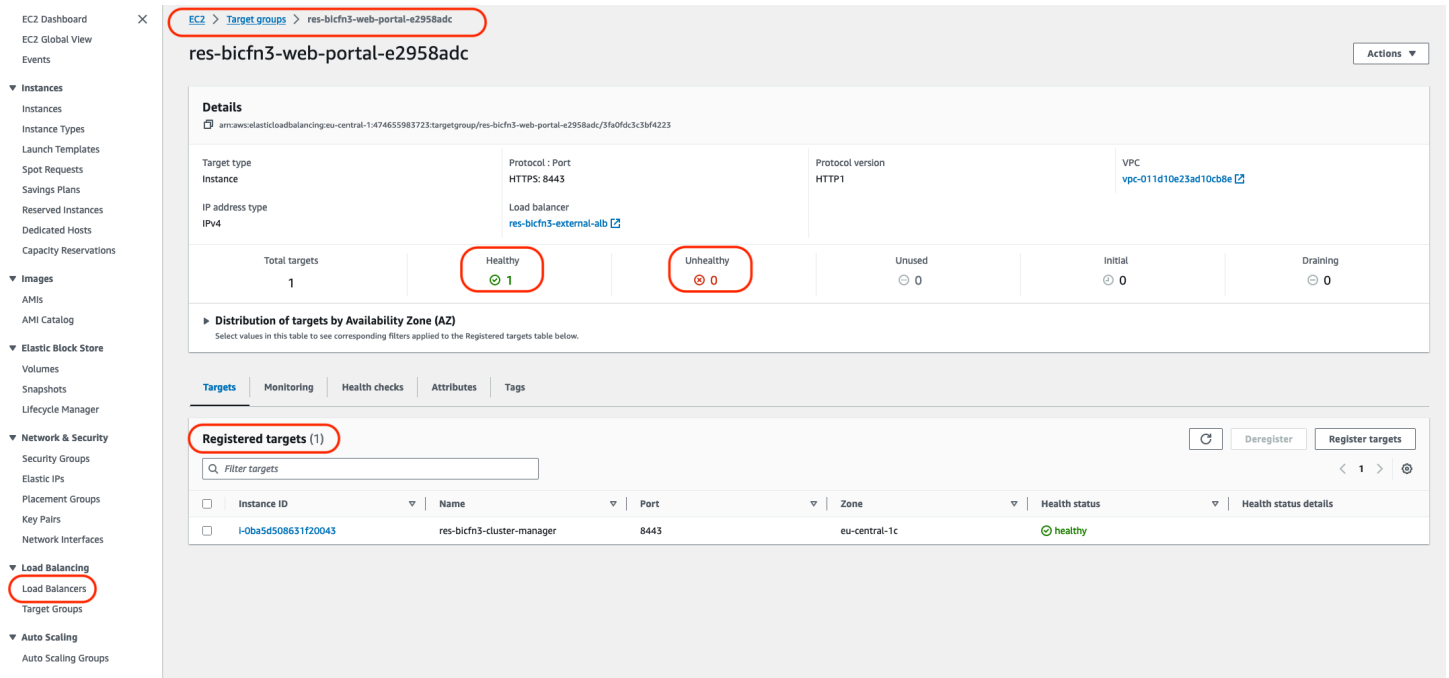 EC2 Dashboard
EC2 Global View
Events
Instances
Instances
Instance Types
Launch Templates
Spot Requests
Savings Plans
Reserved Instances
Dedicated Hosts
Capacity Reservations
Images
AMIs
AMI Catalog
Elastic Block Store
Volumes
Snapshots
Lifecycle Manager
Network & Security
Security Groups
Elastic IPs
Placement Groups
Key Pairs
Network Interfaces
Load Balancing
Load Balancers
Target Groups
Auto Scaling
Auto Scaling Groups
EC2 > Target groups > res-bicfn3-web-portal-e2958adc
res-bicfn3-web-portal-e2958adc
Actions
Details
arn:aws:elasticloadbalancing:eu-central-1:474655983723:targetgroup/res-bicfn3-web-portal-e2958adc/3fa0fdc3c3bf4223
Target type Protocol : Port Protocol version VPC
Instance HTTPS: 8443 HTTP1 vpc-011d10e23ad10cb8e
IP address type Load balancer
IPv4 res-bicfn3-external-alb
Total targets Healthy Unhealthy Unused Initial Draining
1 1 0 0 0 0
Distribution of targets by Availability Zone (AZ)
Select values in this table to see corresponding filters applied to the Registered targets table below.
Targets Monitoring Health checks Attributes Tags
Registered targets (1) Deregister Register targets
Filter targets 1
Instance ID Name Port Zone Health status Health status details
i-0ba5d508631f20043 res-bicfn3-cluster-manager 8443 eu-central-1c healthy